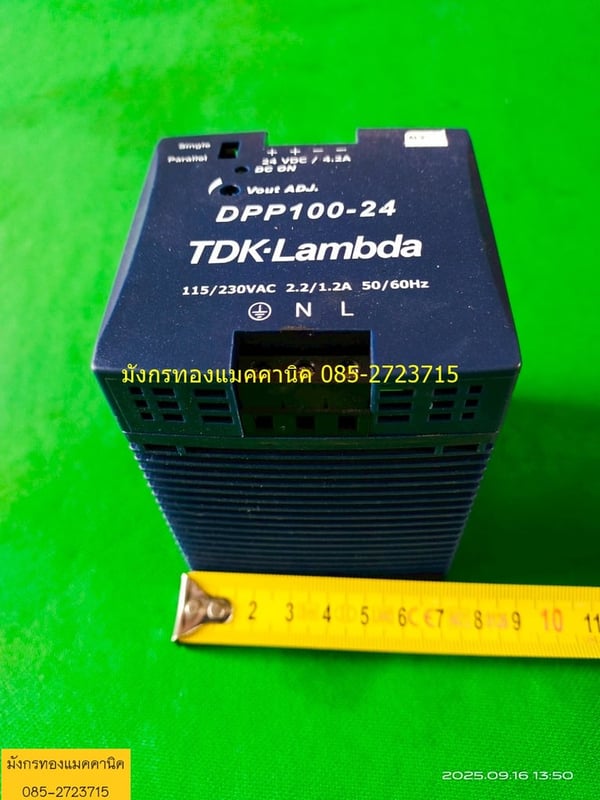 Single
Parallel
+ + − −
24 VDC / 4.2A
DC ON
Vout ADJ.
DPP100-24
TDK-Lambda
115/230VAC 2.2/1.2A 50/60Hz
N L
มังกรทองแมคคานิค 085-2723715
2 3 4 5 6 7 8 9 10 11
มังกรทองแมคคานิค
085-2723715
2025.09.16 13:50